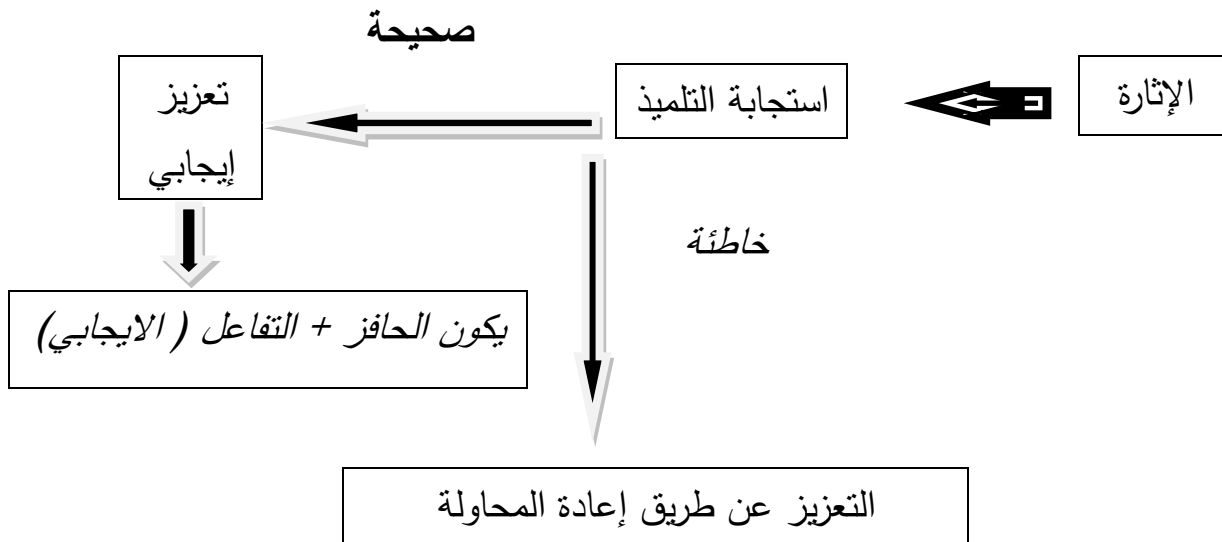 صحيحة
الإثارة
استجابة التلميذ
تعزيز
إيجابي
خاطئة
يكون الحافز + التفاعل ( الايجابي)
التعزيز عن طريق إعادة المحاولة